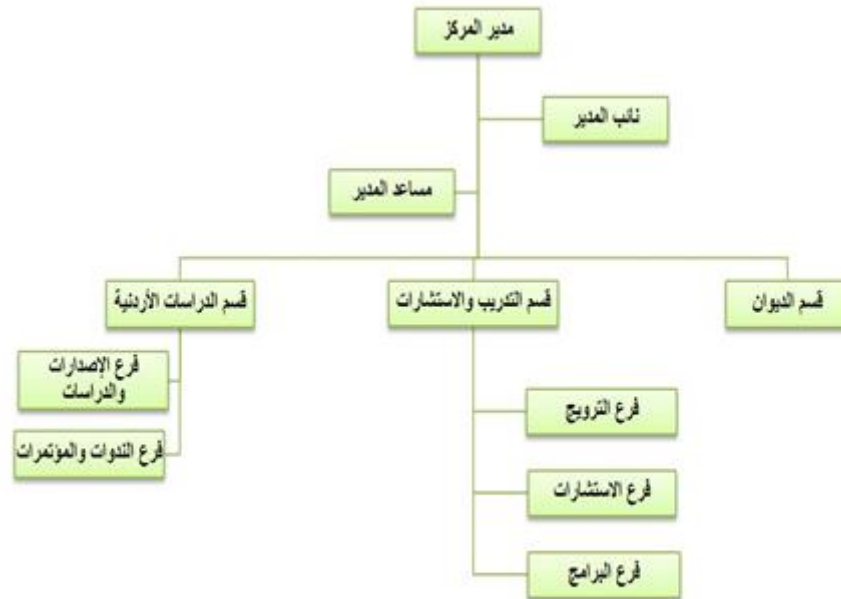 مدير المركز
نائب المدير
مساعد المدير
قسم الديوان
قسم التدريب والاستشارات
قسم الدراسات الأردنية
فرع الترويج
فرع الاستشارات
فرع البرامج
فرع الإصدارات
والدراسات
فرع الندوات والمؤتمرات